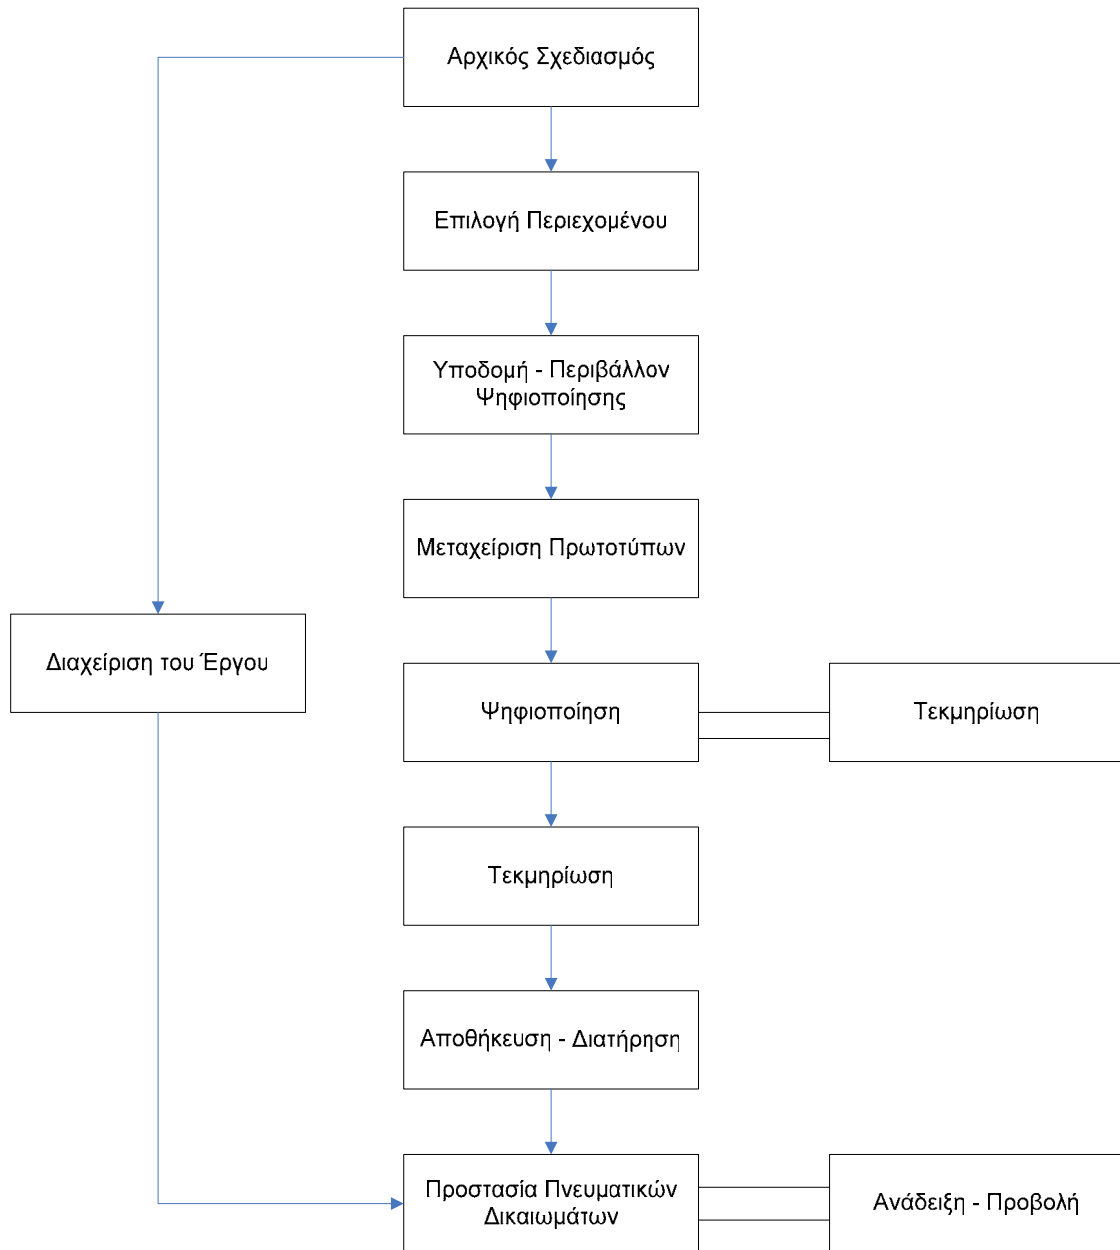 Αρχικός Σχεδιασμός
Επιλογή Περιεχομένου
Υποδομή - Περιβάλλον
Ψηφιοποίησης
Μεταχείριση Πρωτοτύπων
Διαχείριση του Έργου
Ψηφιοποίηση
Τεκμηρίωση
Τεκμηρίωση
Αποθήκευση - Διατήρηση
Προστασία Πνευματικών
Δικαιωμάτων
Ανάδειξη - Προβολή